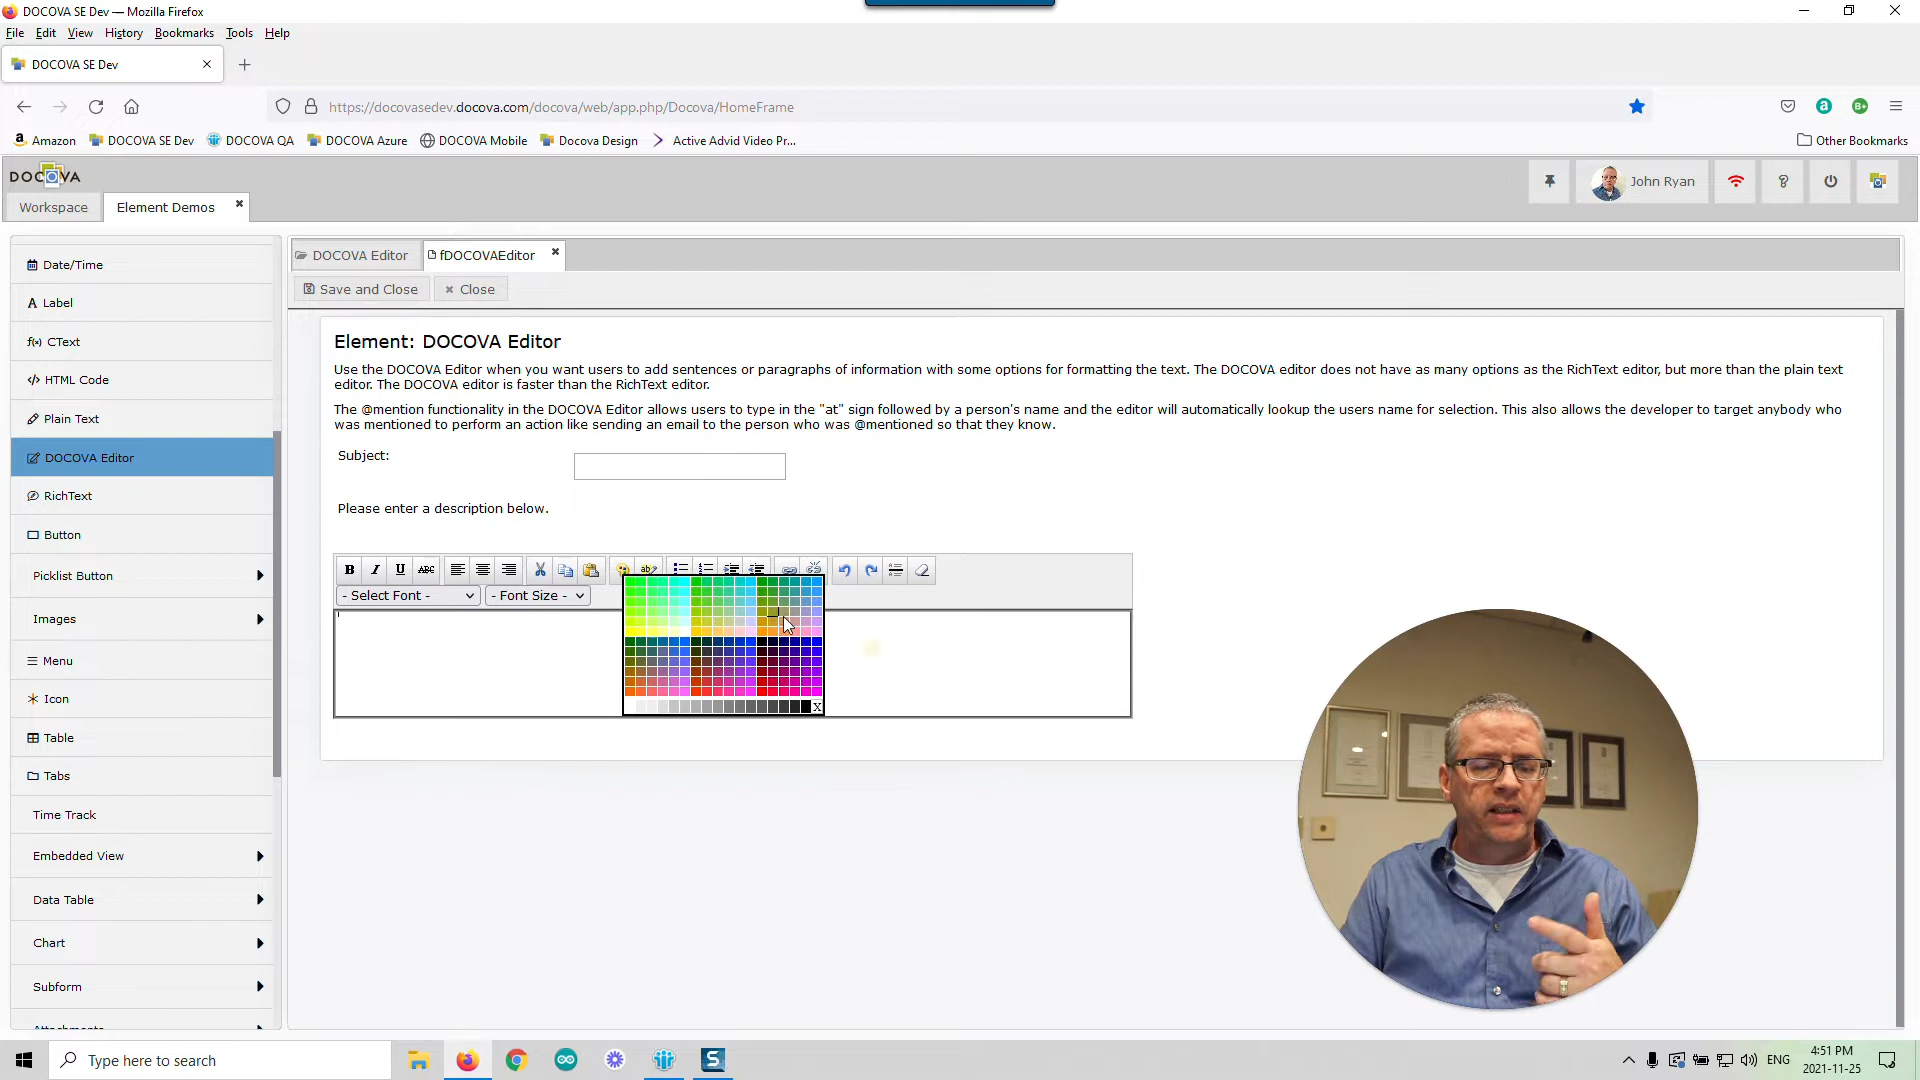 DOCOVA SE Dev — Mozilla Firefox
File Edit View History Bookmarks Tools Help
DOCOVA SE Dev
https://docovasedev.docova.com/docova/web/app.php/Docova/HomeFrame
Amazon DOCOVA SE Dev DOCOVA QA DOCOVA Azure DOCOVA Mobile Docova Design Active Advid Video Pr... Other Bookmarks
DOCOVA
John Ryan
Workspace Element Demos
Date/Time
Label
CText
HTML Code
Plain Text
DOCOVA Editor
RichText
Button
Picklist Button
Images
Menu
Icon
Table
Tabs
Time Track
Embedded View
Data Table
Chart
Subform
Attachments
DOCOVA Editor fDOCOVAEditor
Save and Close Close
Element: DOCOVA Editor
Use the DOCOVA Editor when you want users to add sentences or paragraphs of information with some options for formatting the text. The DOCOVA editor does not have as many options as the RichText editor, but more than the plain text
editor. The DOCOVA editor is faster than the RichText editor.
The @mention functionality in the DOCOVA Editor allows users to type in the "at" sign followed by a person's name and the editor will automatically lookup the users name for selection. This also allows the developer to target anybody who
was mentioned to perform an action like sending an email to the person who was @mentioned so that they know.
Subject:
Please enter a description below.
B I U ABC
- Select Font - - Font Size -
X
Type here to search
ENG
4:51 PM
2021-11-25